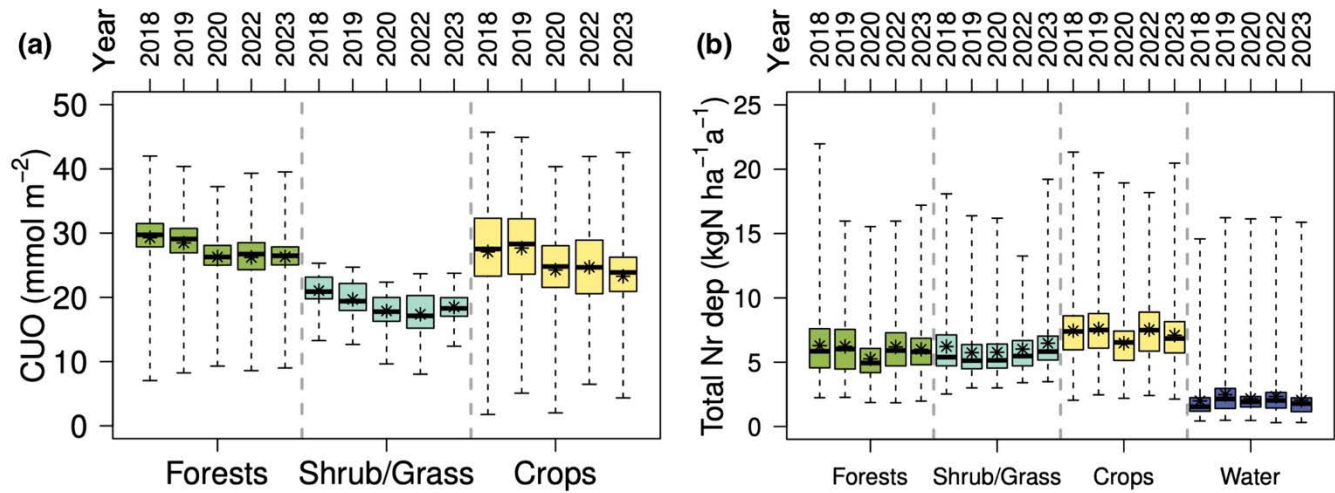 (a)
Year
2018 2019 2020 2022 2023 2018 2019 2020 2022 2023 2018 2019 2020 2022 2023
CUO (mmol m⁻²)
50
40
30
20
10
0
Forests Shrub/Grass Crops
(b)
Year
2018 2019 2020 2022 2023 2018 2019 2020 2022 2023 2018 2019 2020 2022 2023 2018 2019 2020 2022 2023
Total Nr dep (kgN ha⁻¹a⁻¹)
25
20
15
10
5
0
Forests Shrub/Grass Crops Water